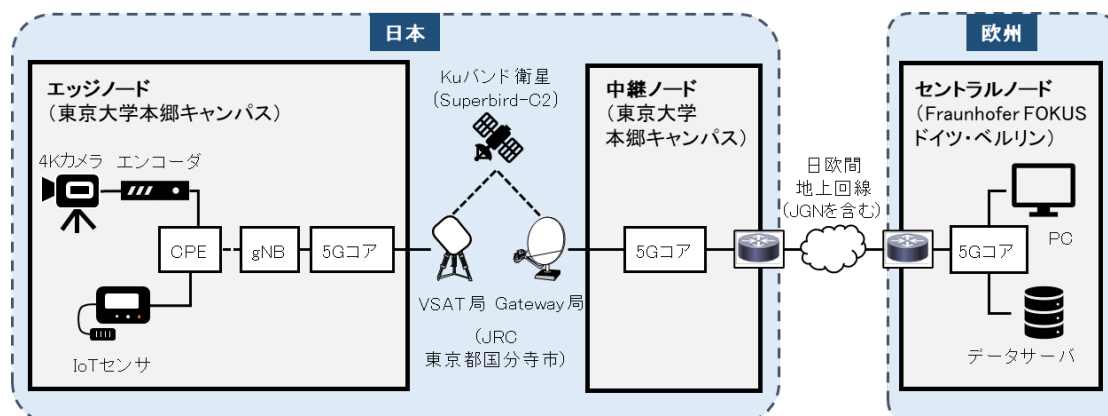 日本
欧州
エッジノード
(東京大学本郷キャンパス)
4Kカメラ
エンコーダ
CPE
gNB
5Gコア
IoTセンサ
Kuバンド衛星
(Superbird-C2)
VSAT局
Gateway局
(JRC
東京都国分寺市)
中継ノード
(東京大学
本郷キャンパス)
5Gコア
日欧間
地上回線
(JGNを含む)
セントラルノード
(Fraunhofer FOKUS
ドイツ・ベルリン)
5Gコア
PC
データサーバ